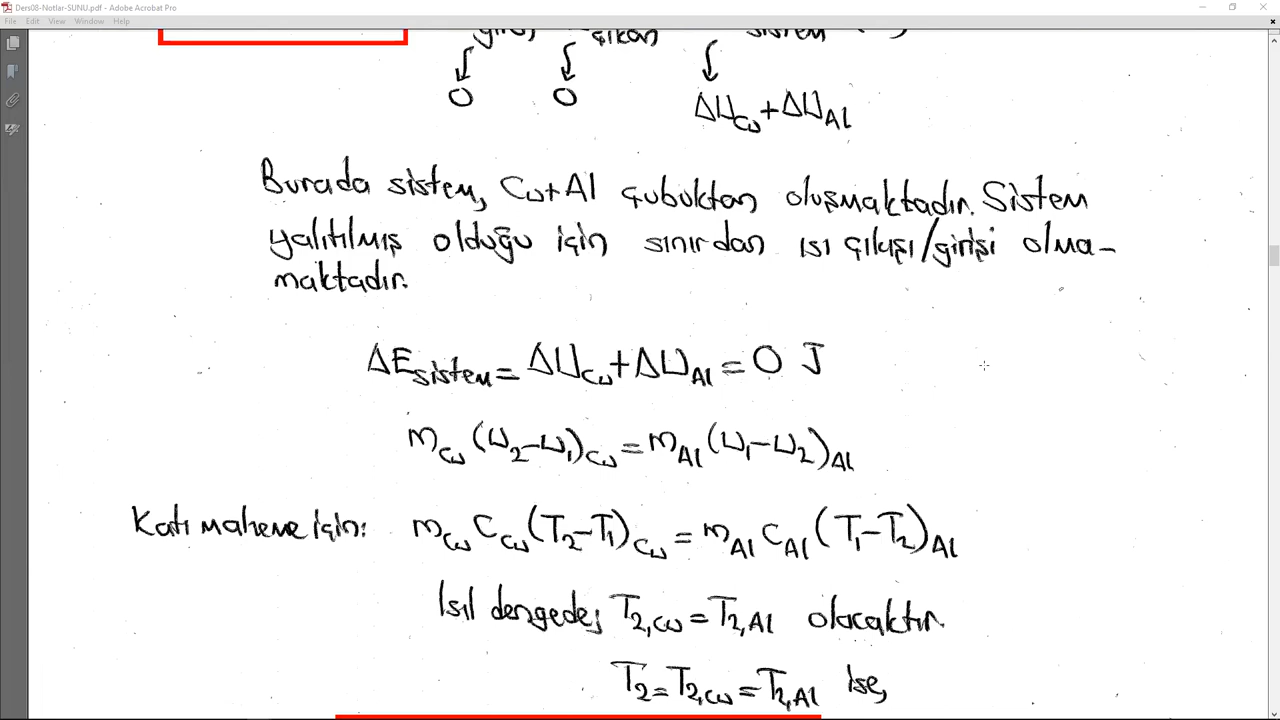 Ders08-Notlar-SUNU.pdf - Adobe Acrobat Pro
File Edit View Window Help
giriş çıkan sistem
0 0 ΔU_Cu+ΔU_Al
Burada sistem, Cu+Al çubuktan oluşmaktadır. Sistem
yalıtılmış olduğu için sınırdan ısı çıkışı/girişi olma-
maktadır.
ΔE_sistem = ΔU_Cu+ΔU_Al = 0 J
m_Cu (u_2-u_1)_Cu = m_Al (u_1-u_2)_Al
Katı malzeme için: m_Cu C_Cu (T_2-T_1)_Cu = m_Al C_Al (T_1-T_2)_Al
Isıl dengede, T_2,Cu = T_2,Al olacaktır.
T_2 = T_2,Cu = T_2,Al ise,